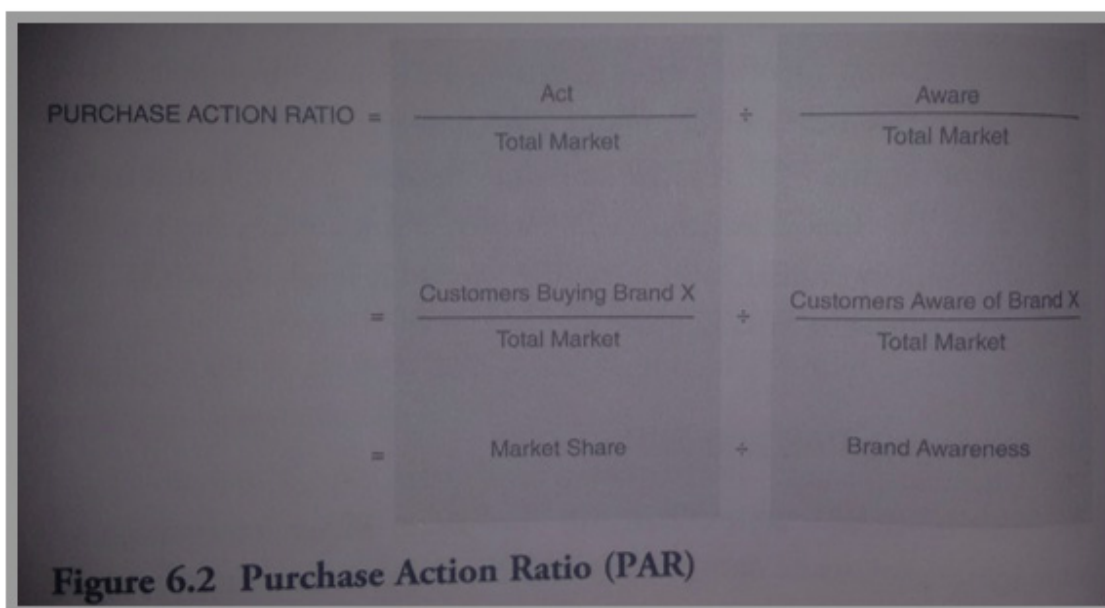 PURCHASE ACTION RATIO = Act ÷ Aware
Total Market Total Market
= Customers Buying Brand X ÷ Customers Aware of Brand X
Total Market Total Market
= Market Share ÷ Brand Awareness
Figure 6.2 Purchase Action Ratio (PAR)